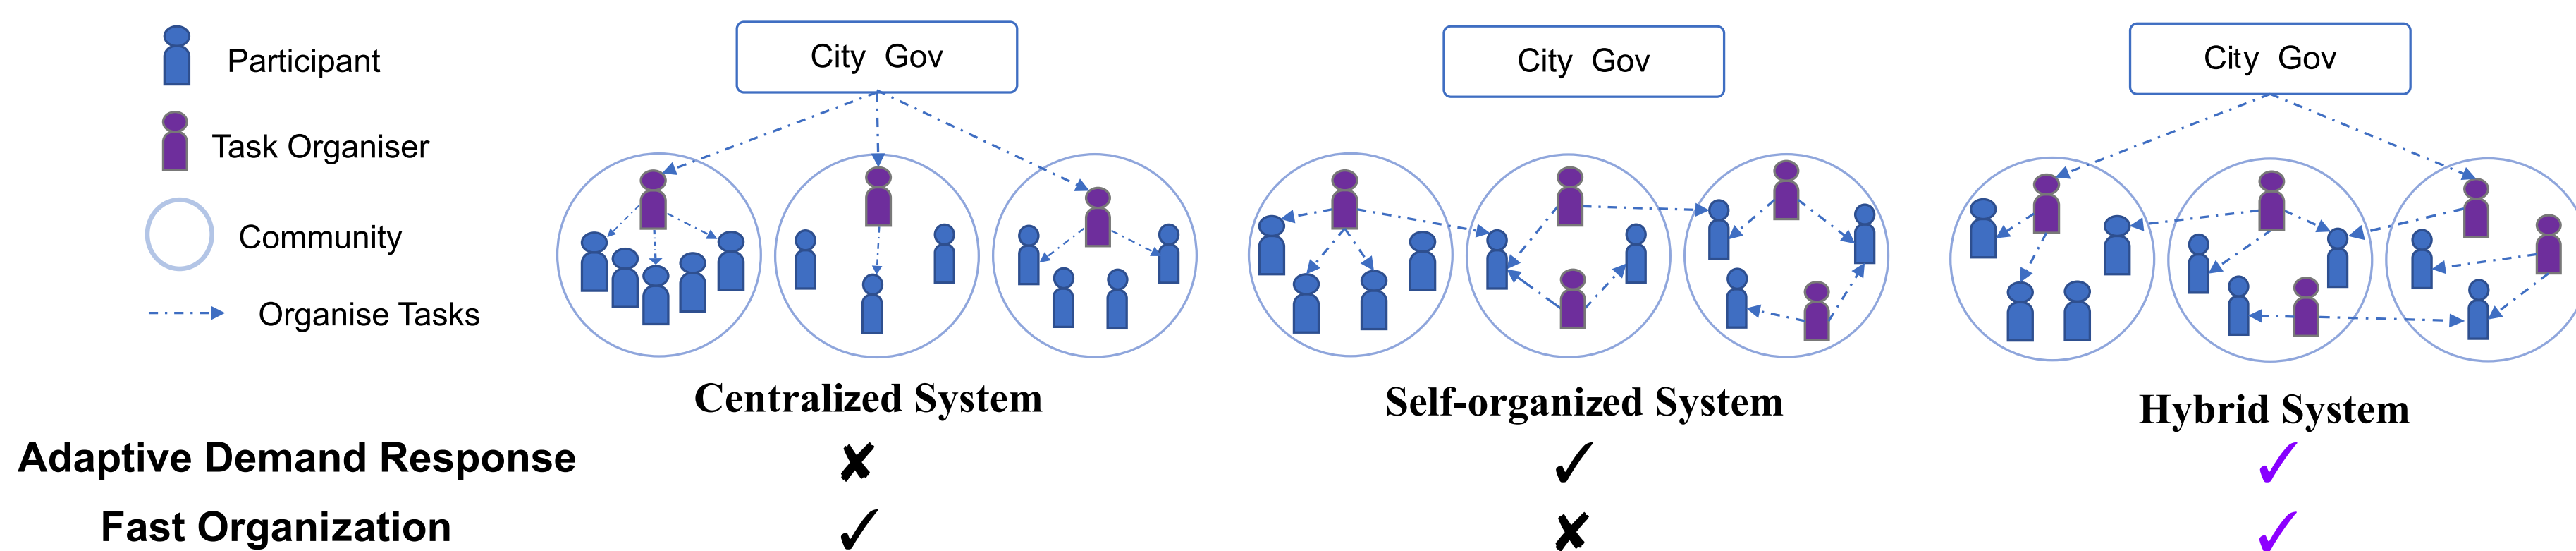 Participant
Task Organiser
Community
Organise Tasks
City Gov
City Gov
City Gov
Centralized System
Self-organized System
Hybrid System
Adaptive Demand Response ✘ ✓ ✓
Fast Organization ✓ ✘ ✓